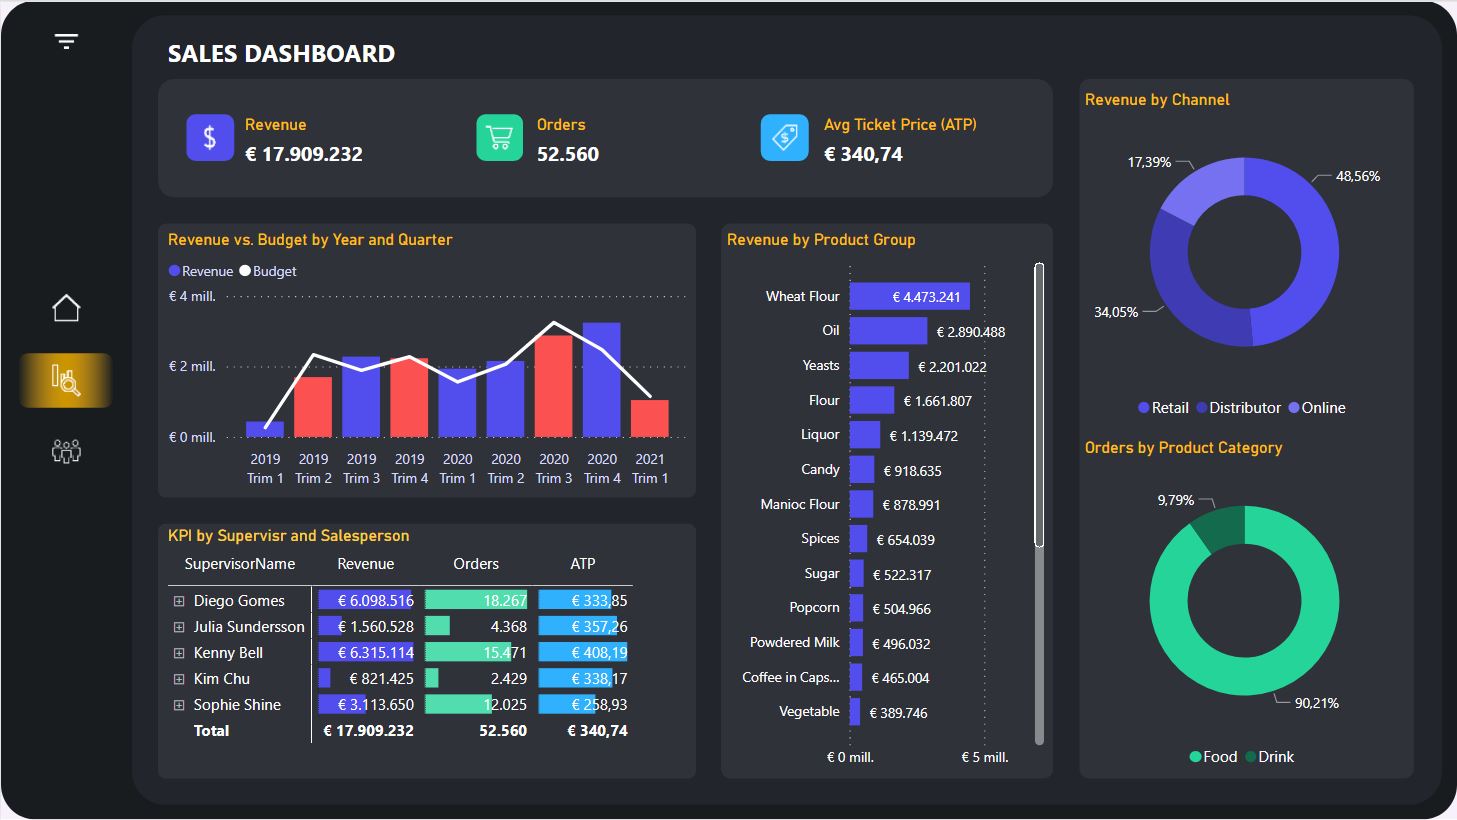 SALES DASHBOARD
Revenue
€ 17.909.232
Orders
52.560
Avg Ticket Price (ATP)
€ 340,74
Revenue vs. Budget by Year and Quarter
Revenue Budget
€ 4 mill.
€ 2 mill.
€ 0 mill.
2019 2019 2019 2019 2020 2020 2020 2020 2021
Trim 1 Trim 2 Trim 3 Trim 4 Trim 1 Trim 2 Trim 3 Trim 4 Trim 1
KPI by Supervisr and Salesperson
SupervisorName Revenue Orders ATP
Diego Gomes € 6.098.516 18.267 € 333,85
Julia Sundersson € 1.560.528 4.368 € 357,26
Kenny Bell € 6.315.114 15.471 € 408,19
Kim Chu € 821.425 2.429 € 338,17
Sophie Shine € 3.113.650 12.025 € 258,93
Total € 17.909.232 52.560 € 340,74
Revenue by Product Group
Wheat Flour € 4.473.241
Oil € 2.890.488
Yeasts € 2.201.022
Flour € 1.661.807
Liquor € 1.139.472
Candy € 918.635
Manioc Flour € 878.991
Spices € 654.039
Sugar € 522.317
Popcorn € 504.966
Powdered Milk € 496.032
Coffee in Caps... € 465.004
Vegetable € 389.746
€ 0 mill. € 5 mill.
Revenue by Channel
17,39%
48,56%
34,05%
Retail Distributor Online
Orders by Product Category
9,79%
90,21%
Food Drink